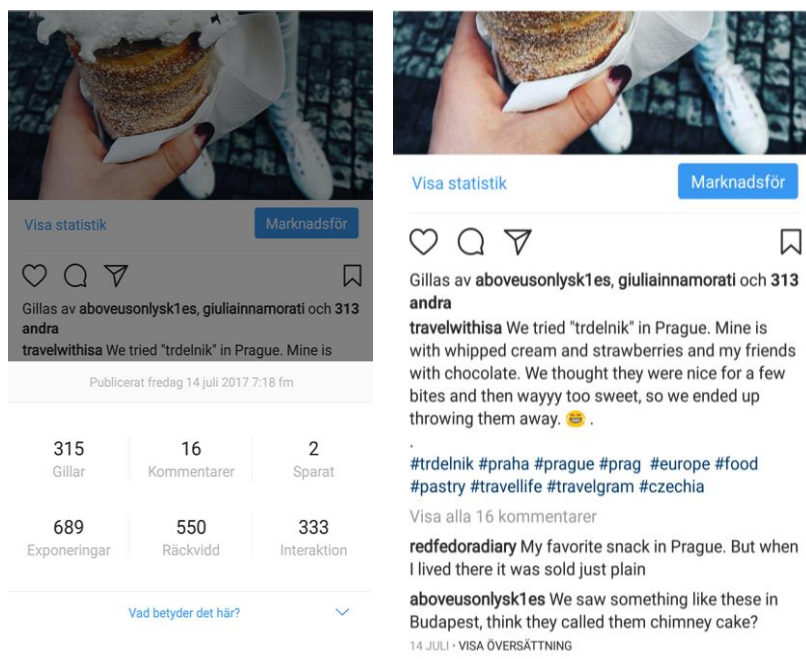 Visa statistik
Marknadsför
Gillas av aboveusonlysk1es, giuliainnamorati och 313
andra
travelwithisa We tried "trdelnik" in Prague. Mine is
Publicerat fredag 14 juli 2017 7:18 fm
315 16 2
Gillar Kommentarer Sparat
689 550 333
Exponeringar Räckvidd Interaktion
Vad betyder det här?
Visa statistik
Marknadsför
Gillas av aboveusonlysk1es, giuliainnamorati och 313
andra
travelwithisa We tried "trdelnik" in Prague. Mine is
with whipped cream and strawberries and my friends
with chocolate. We thought they were nice for a few
bites and then wayyy too sweet, so we ended up
throwing them away. 😂 .
.
#trdelnik #praha #prague #prag #europe #food
#pastry #travellife #travelgram #czechia
Visa alla 16 kommentarer
redfedoradiary My favorite snack in Prague. But when
I lived there it was sold just plain
aboveusonlysk1es We saw something like these in
Budapest, think they called them chimney cake?
14 JULI • VISA ÖVERSÄTTNING